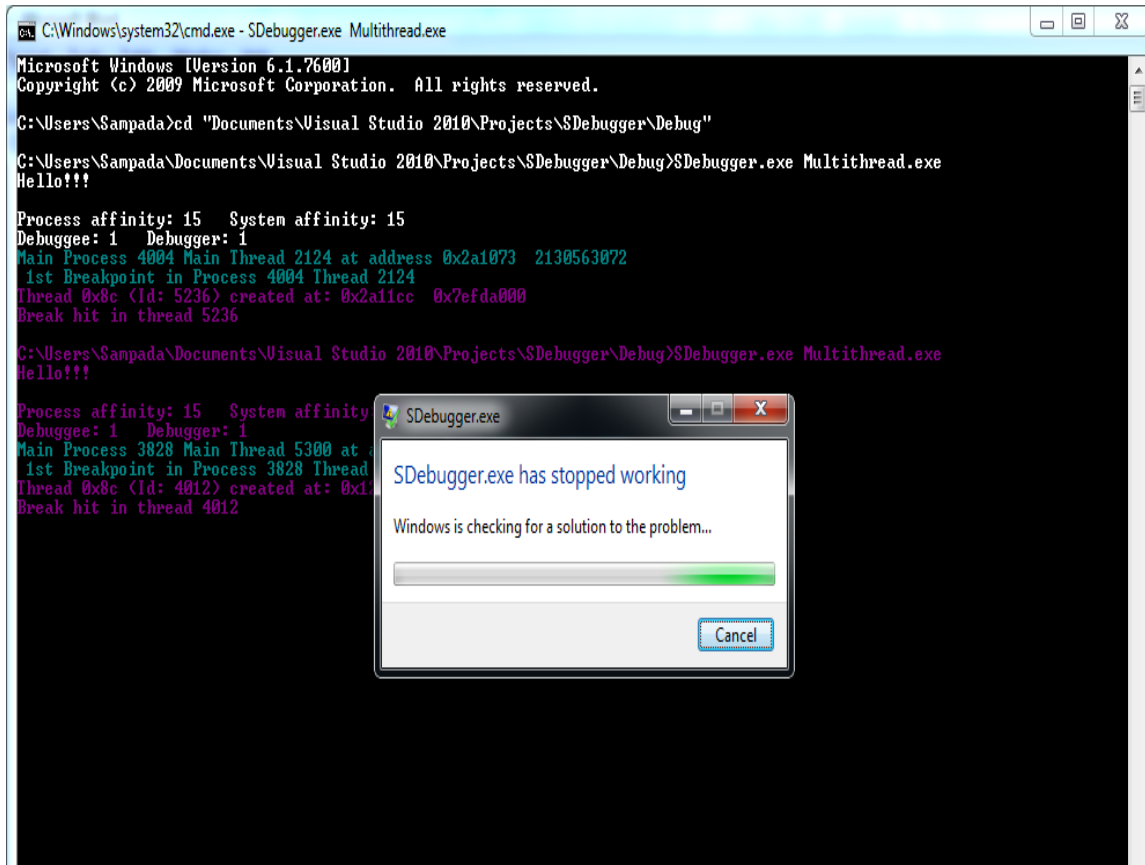 C:\Windows\system32\cmd.exe - SDebugger.exe  Multithread.exe
Microsoft Windows [Version 6.1.7600]
Copyright (c) 2009 Microsoft Corporation.  All rights reserved.
C:\Users\Sampada>cd "Documents\Visual Studio 2010\Projects\SDebugger\Debug"
C:\Users\Sampada\Documents\Visual Studio 2010\Projects\SDebugger\Debug>SDebugger.exe Multithread.exe
Hello!!!
Process affinity: 15   System affinity: 15
Debuggee: 1   Debugger: 1
Main Process 4004 Main Thread 2124 at address 0x2a1073  2130563072
1st Breakpoint in Process 4004 Thread 2124
Thread 0x8c (Id: 5236) created at: 0x2a11cc  0x7efda000
Break hit in thread 5236
C:\Users\Sampada\Documents\Visual Studio 2010\Projects\SDebugger\Debug>SDebugger.exe Multithread.exe
Hello!!!
Process affinity: 15   System affinity
Debuggee: 1   Debugger: 1
Main Process 3828 Main Thread 5300 at
1st Breakpoint in Process 3828 Thread
Thread 0x8c (Id: 4012) created at:
Break hit in thread 4012
SDebugger.exe
SDebugger.exe has stopped working
Windows is checking for a solution to the problem...
Cancel